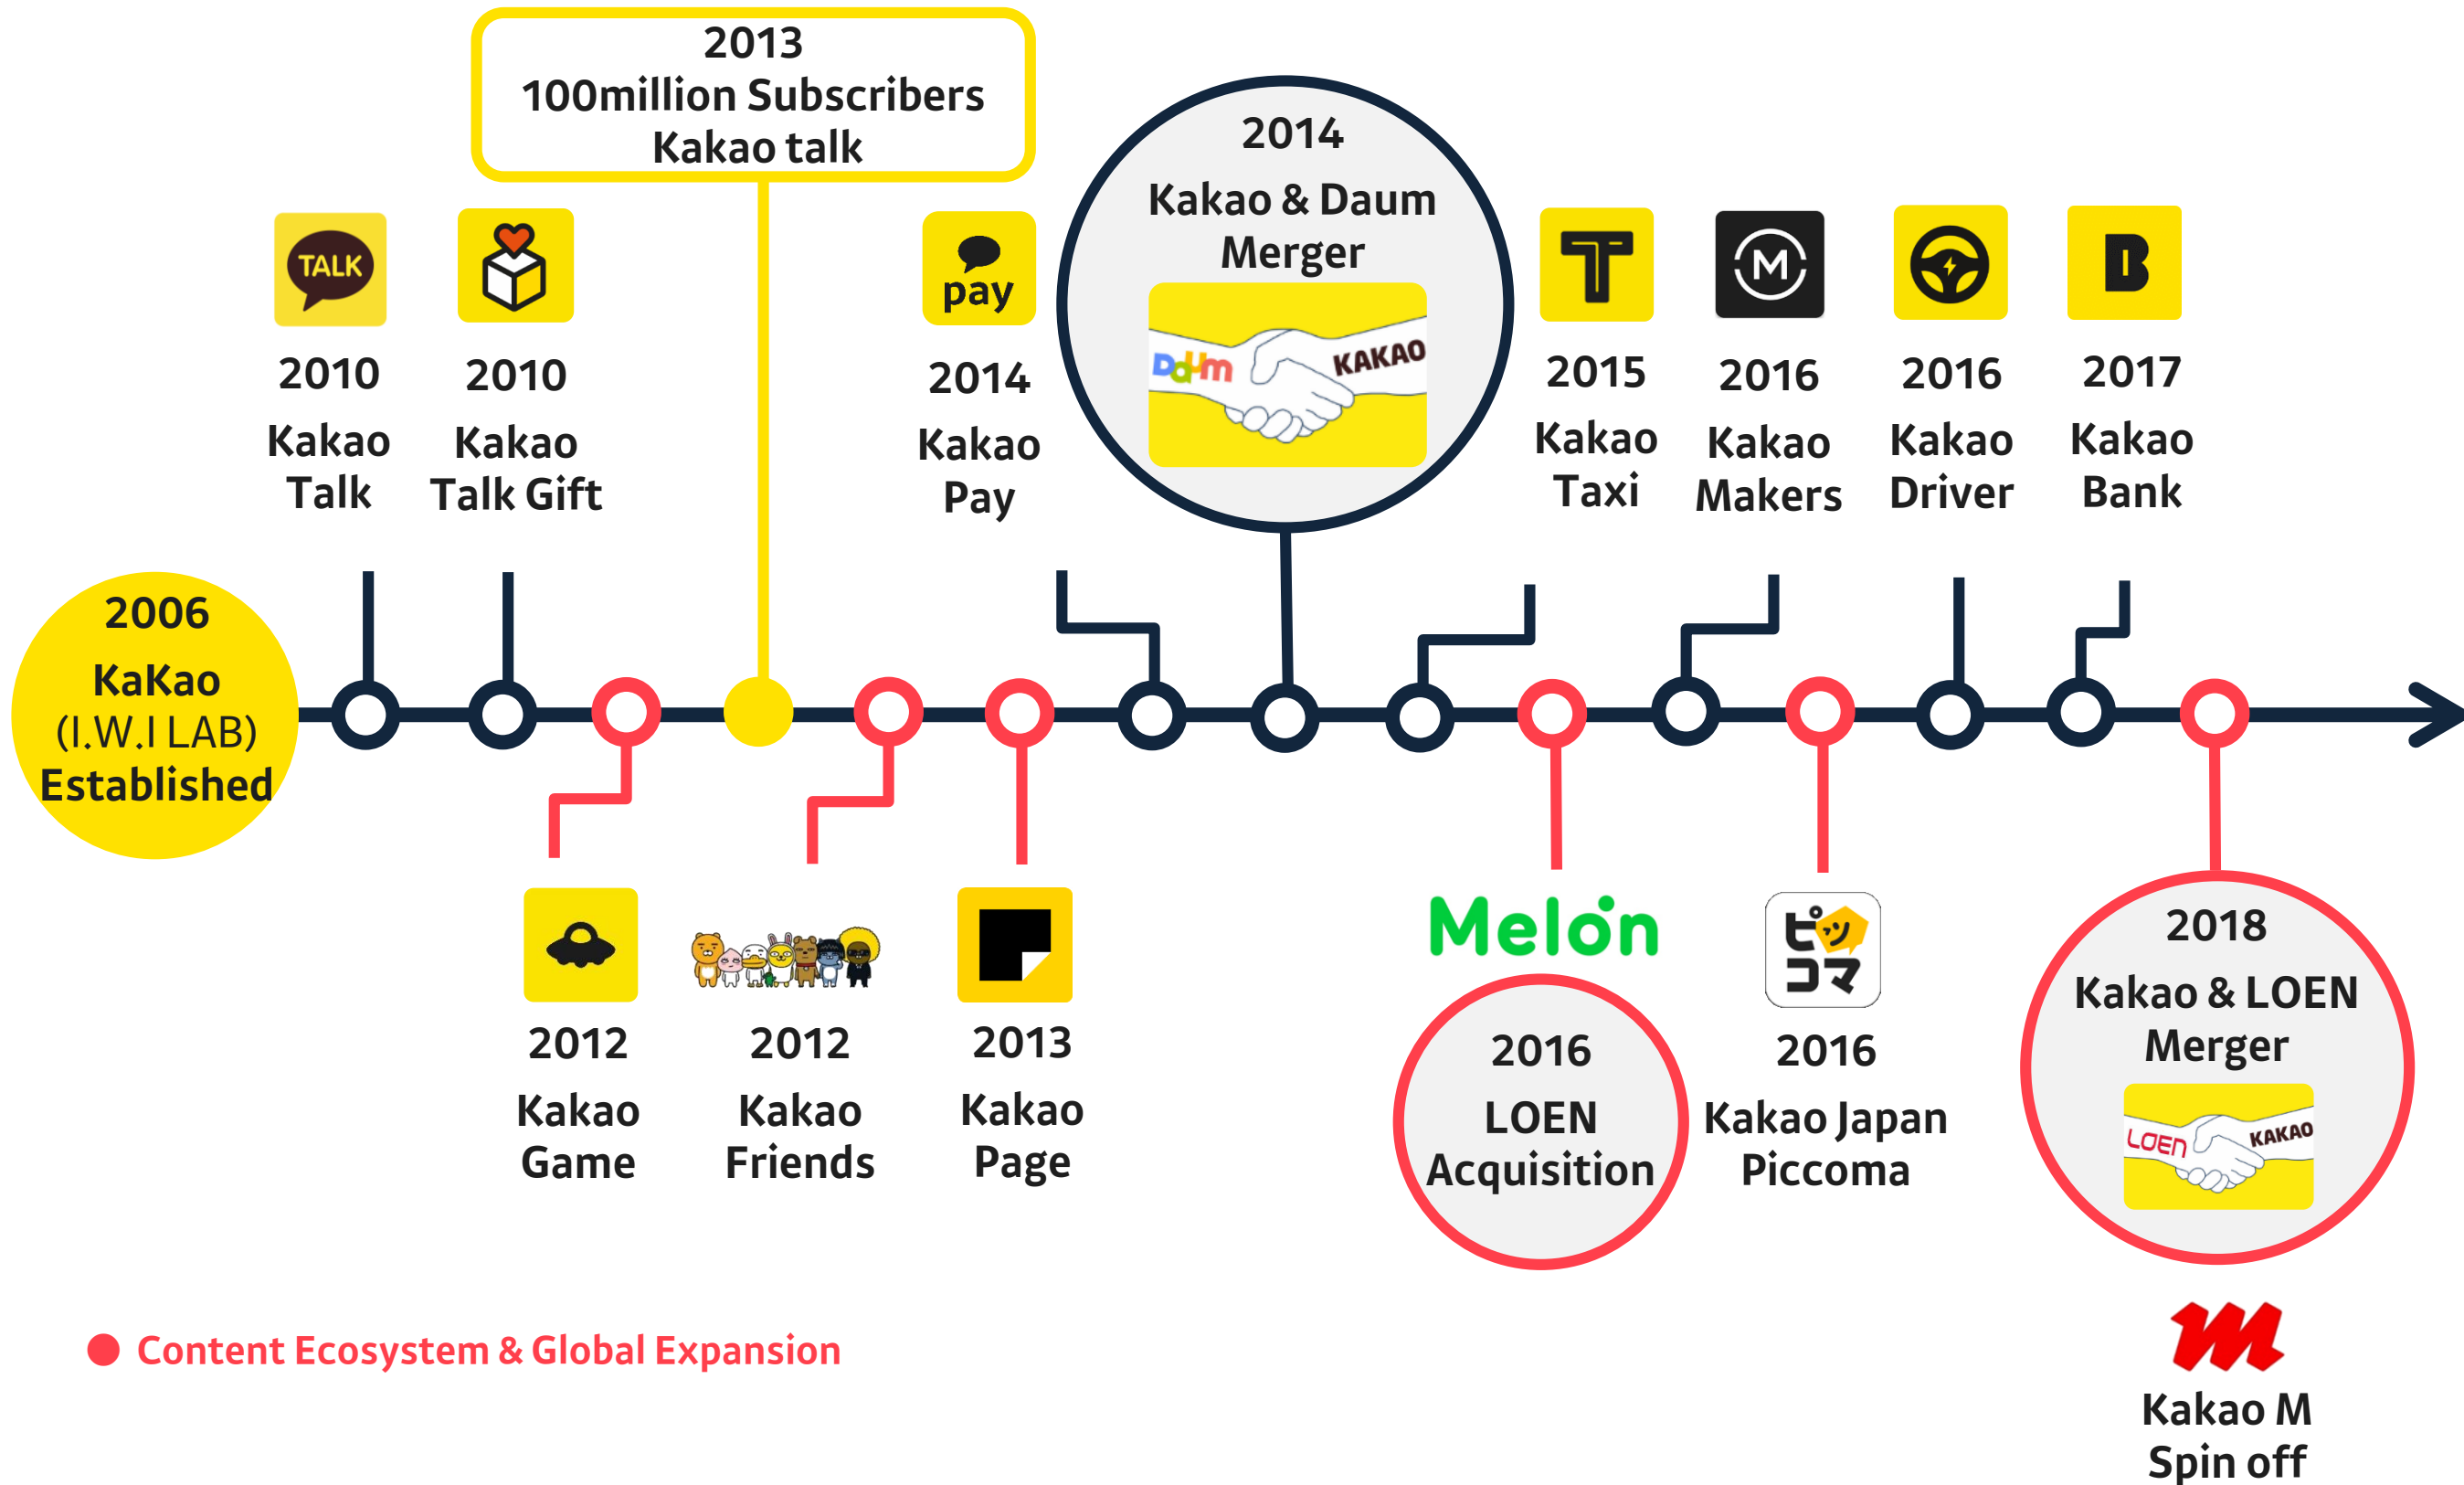 2013
100million Subscribers
Kakao talk
TALK
2010
Kakao
Talk
2010
Kakao
Talk Gift
pay
2014
Kakao
Pay
2014
Kakao & Daum
Merger
Daum
KAKAO
T
2015
Kakao
Taxi
M
2016
Kakao
Makers
2016
Kakao
Driver
B
2017
Kakao
Bank
2006
KaKao
(I.W.I LAB)
Established
2012
Kakao
Game
2012
Kakao
Friends
2013
Kakao
Page
Melon
2016
LOEN
Acquisition
ピッ
コマ
2016
Kakao Japan
Piccoma
2018
Kakao & LOEN
Merger
LOEN
KAKAO
M
Kakao M
Spin off
Content Ecosystem & Global Expansion